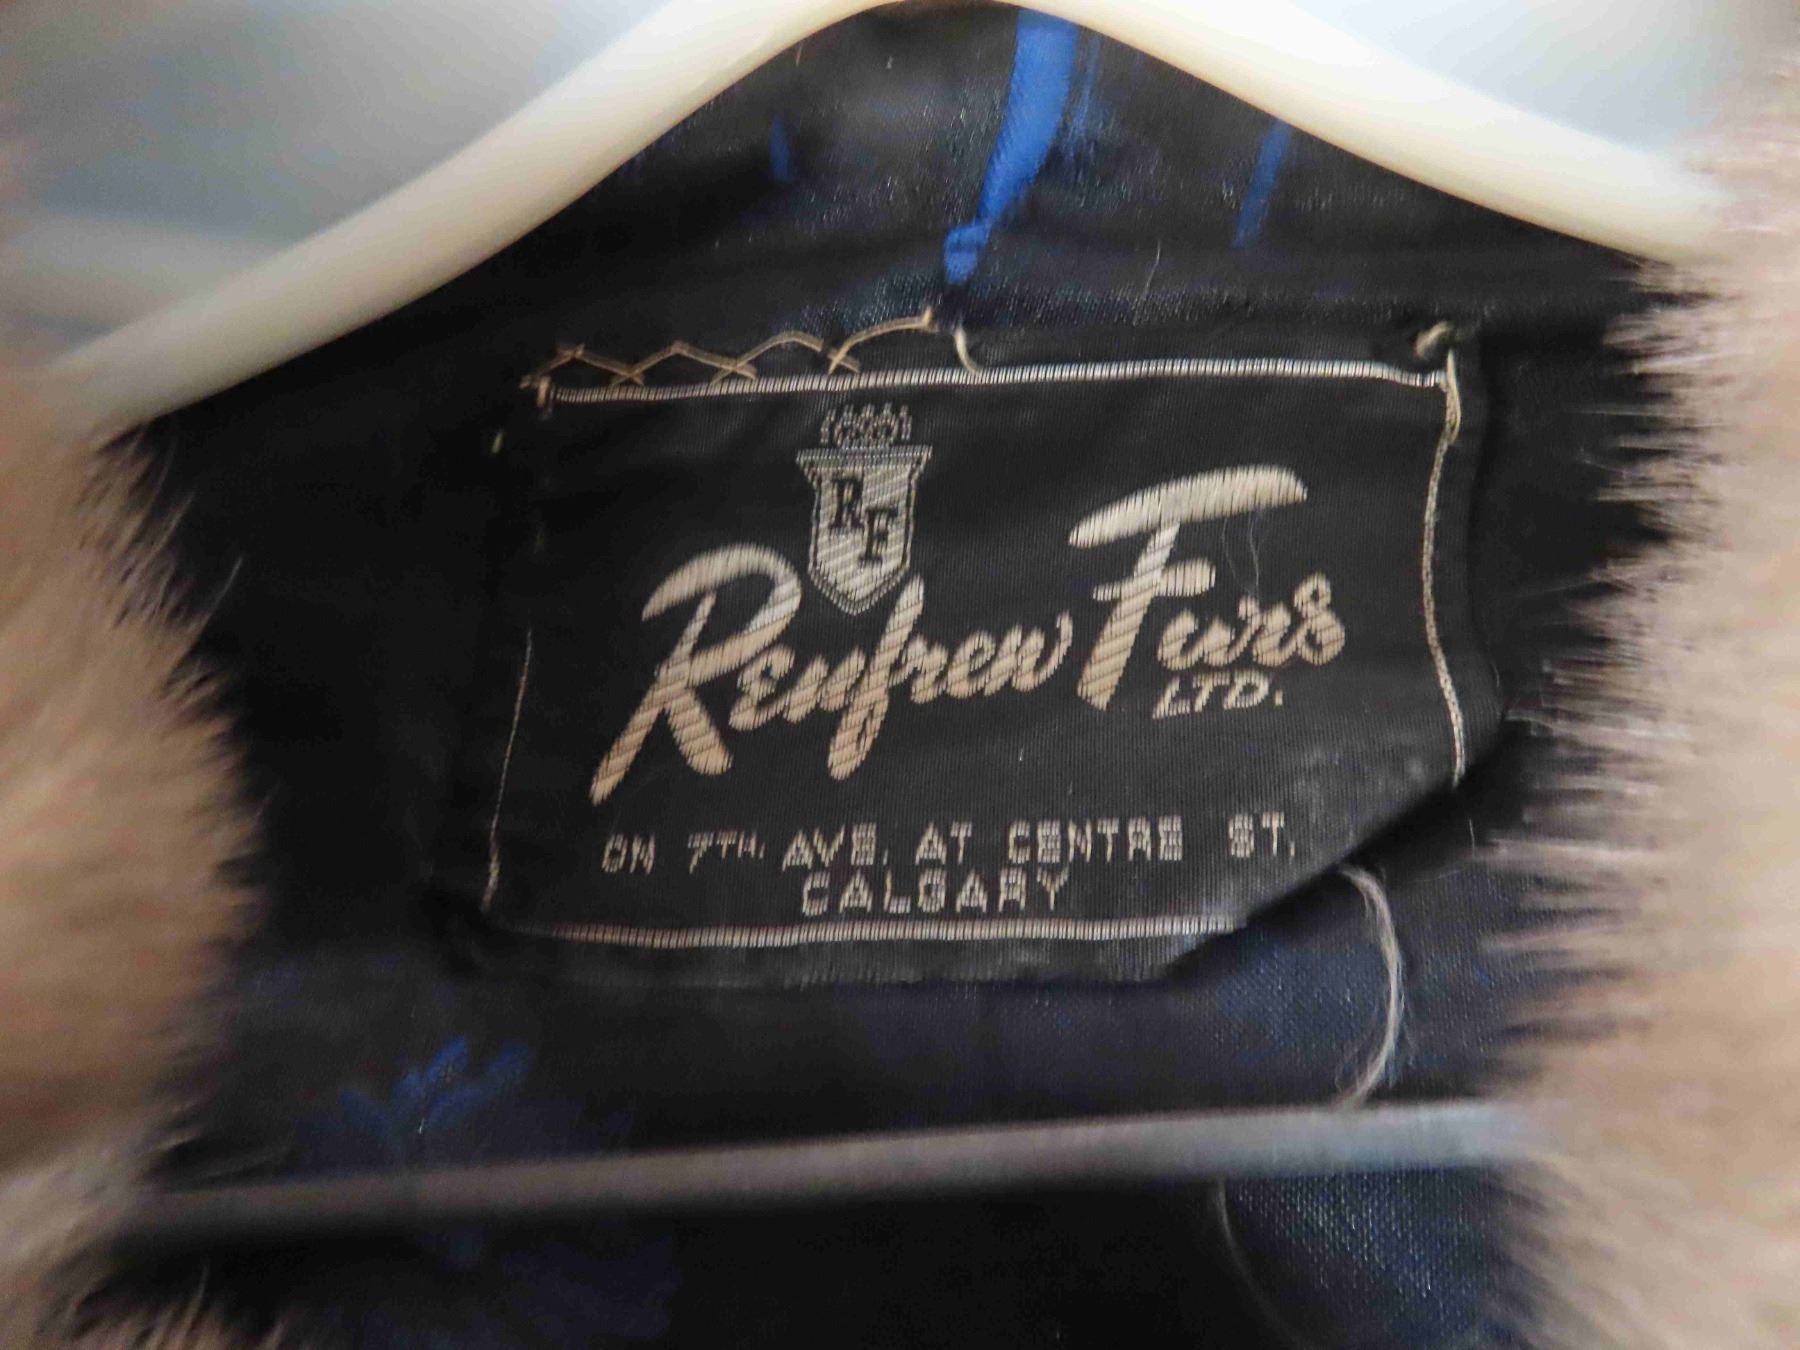 RF
Renfrew Furs
LTD.
ON 7TH. AVE. AT CENTRE ST.
CALGARY